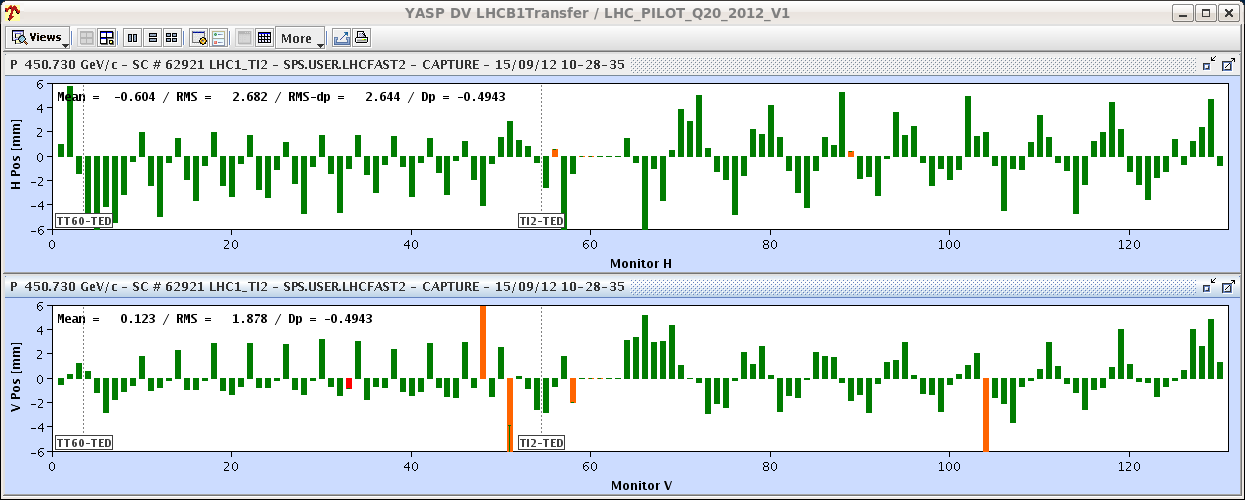 YASP DV LHCB1Transfer / LHC_PILOT_Q20_2012_V1
Views More
P 450.730 GeV/c - SC # 62921 LHC1_TI2 - SPS.USER.LHCFAST2 - CAPTURE - 15/09/12 10-28-35
Mean = -0.604 / RMS = 2.682 / RMS-dp = 2.644 / Dp = -0.4943
H Pos [mm]
6
4
2
0
-2
-4
-6
TT60-TED TI2-TED
0 20 40 60 80 100 120
Monitor H
P 450.730 GeV/c - SC # 62921 LHC1_TI2 - SPS.USER.LHCFAST2 - CAPTURE - 15/09/12 10-28-35
Mean = 0.123 / RMS = 1.878 / Dp = -0.4943
V Pos [mm]
6
4
2
0
-2
-4
-6
TT60-TED TI2-TED
0 20 40 60 80 100 120
Monitor V